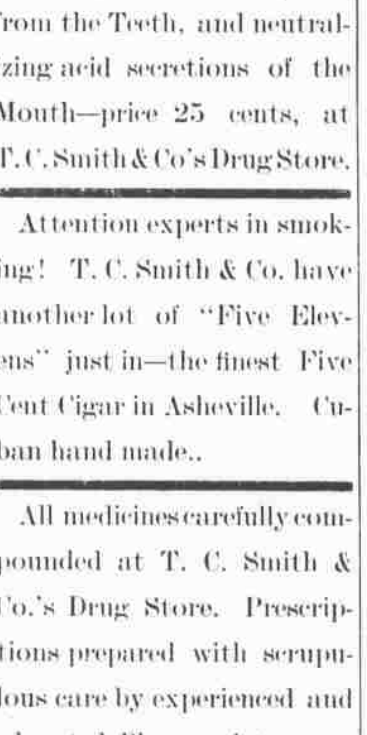 from the Teeth, and neutral-
zing acid secretions of the
Mouth—price 25 cents, at
T. C. Smith & Co's Drug Store.
Attention experts in smok-
ing! T. C. Smith & Co. have
another lot of "Five Elev-
ens" just in—the finest Five
Cent Cigar in Asheville. Cu-
ban hand made..
All medicines carefully com-
pounded at T. C. Smith &
Co.'s Drug Store. Prescrip-
tions prepared with scrupu-
lous care by experienced and